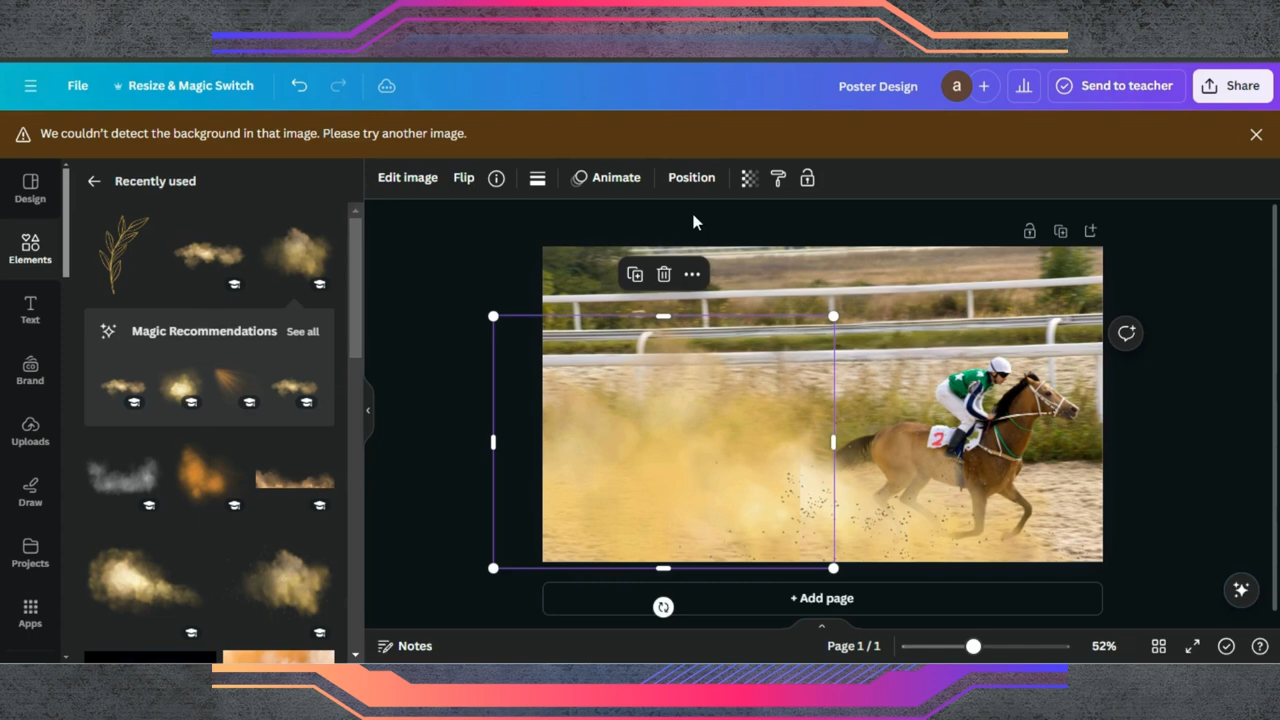 File Resize & Magic Switch Poster Design a Send to teacher Share
We couldn't detect the background in that image. Please try another image.
Design
Elements
Text
Brand
Uploads
Draw
Projects
Apps
Recently used
Magic Recommendations See all
Edit image Flip Animate Position
2
+ Add page
Notes Page 1 / 1 52%